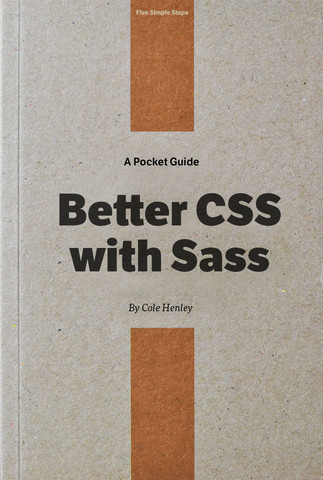 Five Simple Steps
A Pocket Guide
Better CSS
with Sass
By Cole Henley